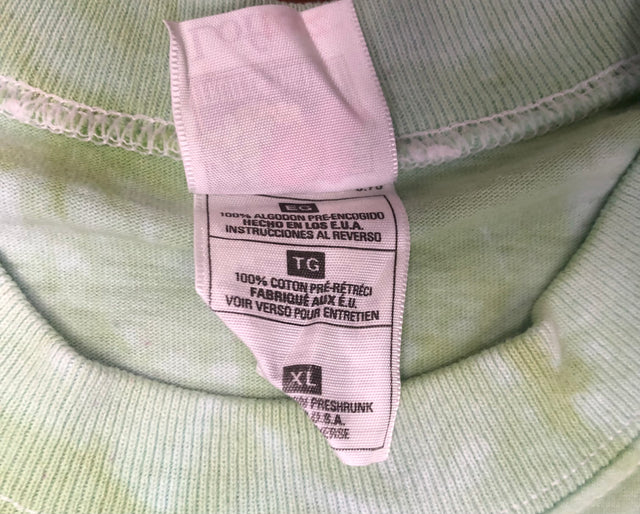 EG
100% ALGODON PRE-ENCOGIDO
HECHO EN LOS E.U.A.
INSTRUCCIONES AL REVERSO
TG
100% COTON PRÉ-RÉTRÉCI
FABRIQUÉ AUX É.U.
VOIR VERSO POUR ENTRETIEN
XL
PRESHRUNK
U.S.A.